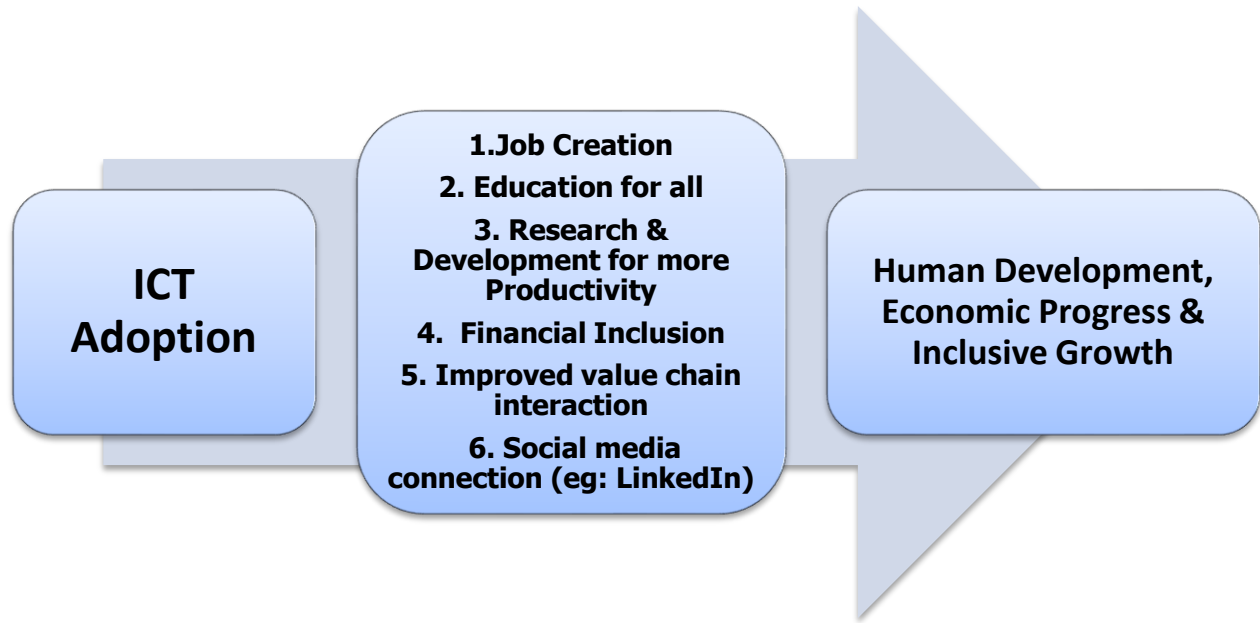 ICT
Adoption
1.Job Creation
2. Education for all
3. Research &
Development for more
Productivity
4.  Financial Inclusion
5. Improved value chain
interaction
6. Social media
connection (eg: LinkedIn)
Human Development,
Economic Progress &
Inclusive Growth